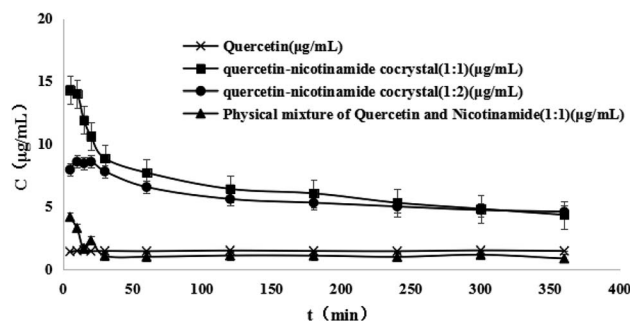 20
15
10
5
0
C (μg/mL)
Quercetin(μg/mL)
quercetin-nicotinamide cocrystal(1:1)(μg/mL)
quercetin-nicotinamide cocrystal(1:2)(μg/mL)
Physical mixture of Quercetin and Nicotinamide(1:1)(μg/mL)
0 50 100 150 200 250 300 350 400
t (min)